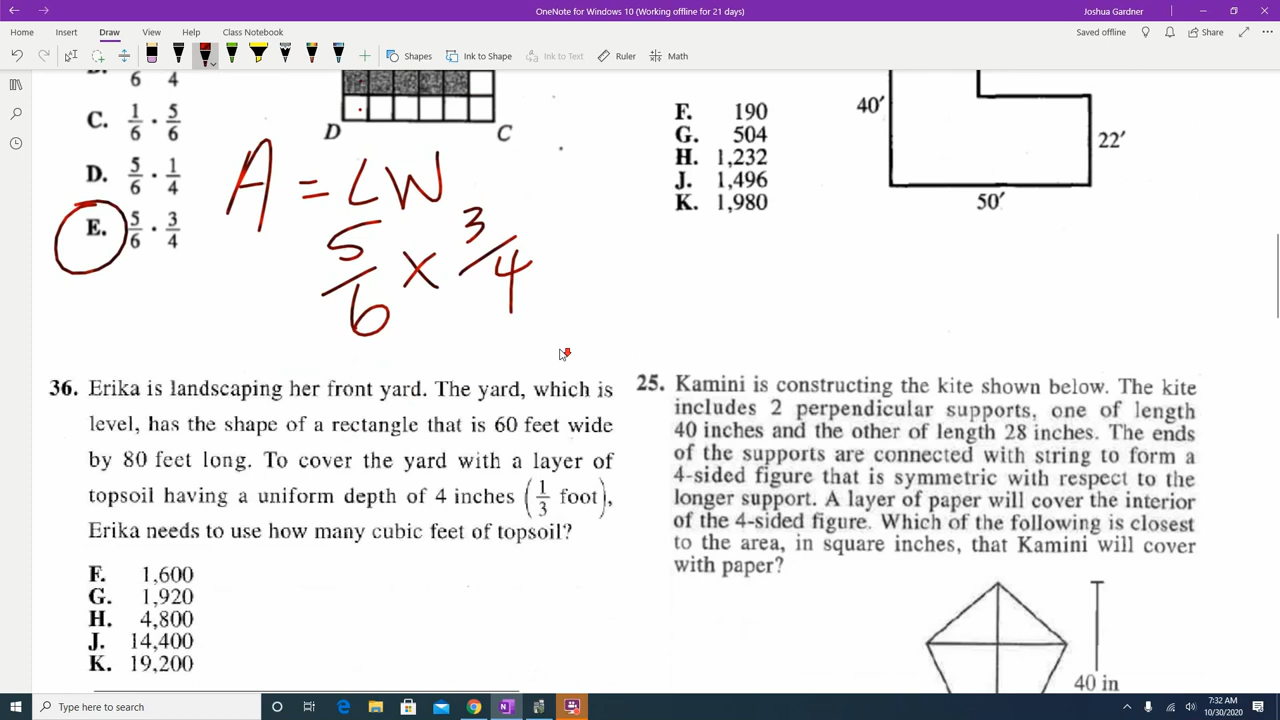 OneNote for Windows 10 (Working offline for 21 days)
Joshua Gardner
Home Insert Draw View Help Class Notebook
Saved offline
Share
Shapes
Ink to Shape
Ink to Text
Ruler
Math
6 4
C. 1/6 · 5/6
D. 5/6 · 1/4
E. 5/6 · 3/4
D C
A = LW
5/6 × 3/4
F. 190
G. 504
H. 1,232
J. 1,496
K. 1,980
40′
22′
50′
36. Erika is landscaping her front yard. The yard, which is
level, has the shape of a rectangle that is 60 feet wide
by 80 feet long. To cover the yard with a layer of
topsoil having a uniform depth of 4 inches (1/3 foot),
Erika needs to use how many cubic feet of topsoil?
F. 1,600
G. 1,920
H. 4,800
J. 14,400
K. 19,200
25. Kamini is constructing the kite shown below. The kite
includes 2 perpendicular supports, one of length
40 inches and the other of length 28 inches. The ends
of the supports are connected with string to form a
4-sided figure that is symmetric with respect to the
longer support. A layer of paper will cover the interior
of the 4-sided figure. Which of the following is closest
to the area, in square inches, that Kamini will cover
with paper?
40 in
Type here to search
7:32 AM
10/30/2020